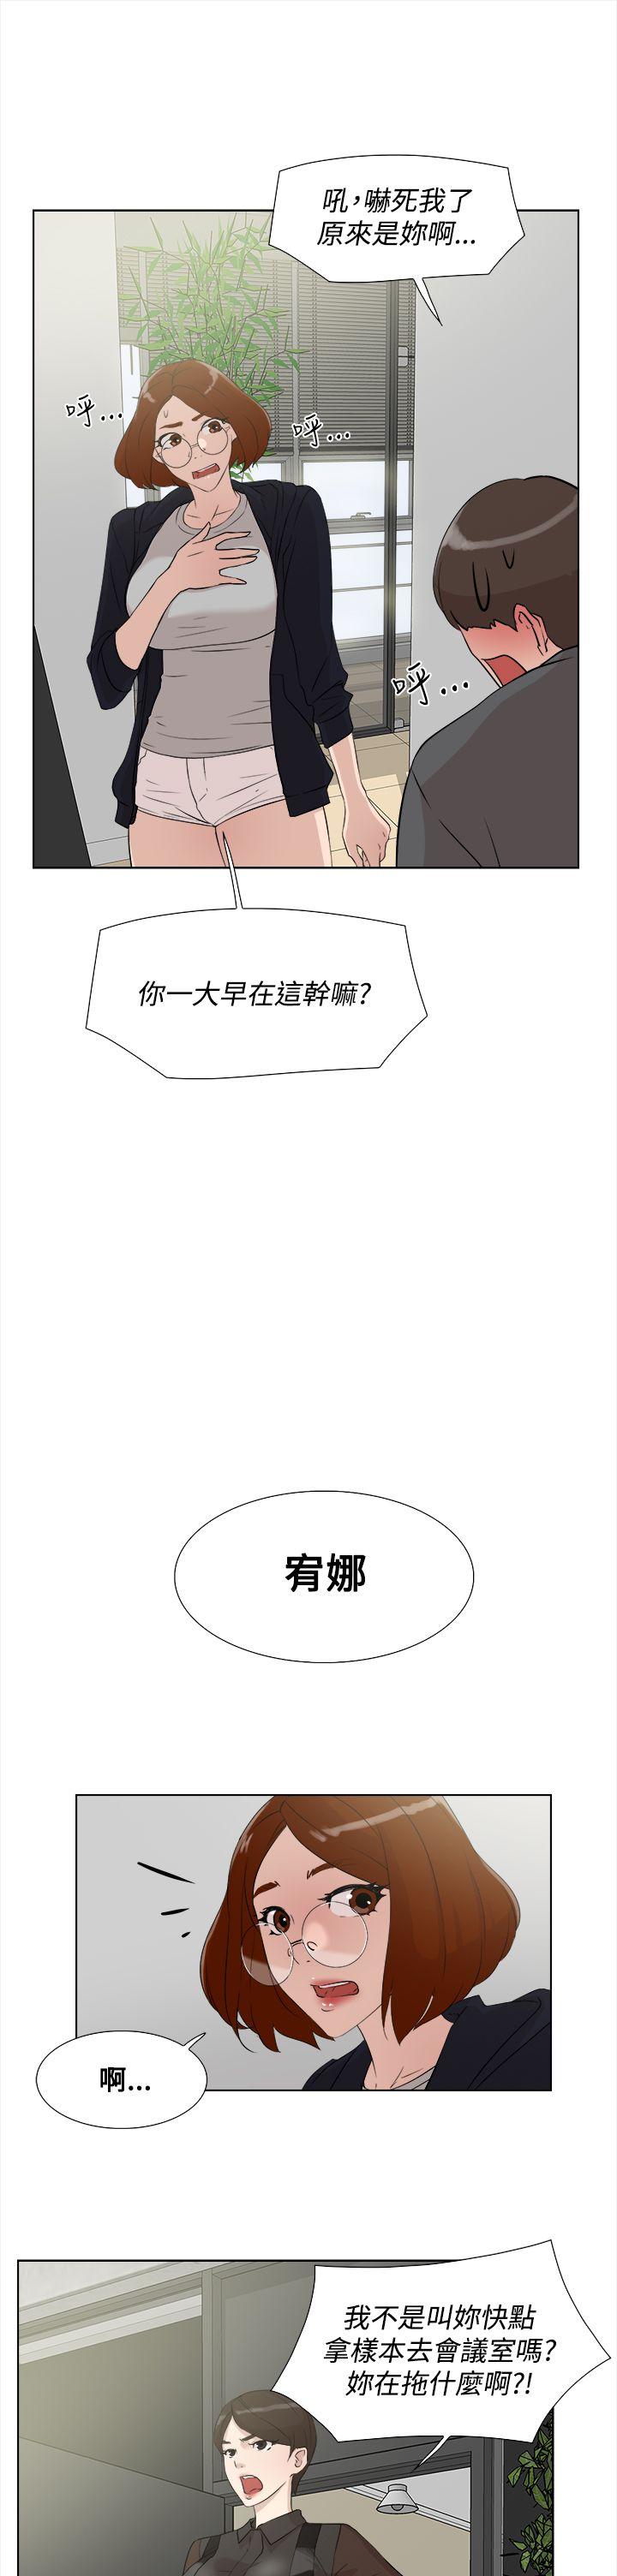 吼，嚇死我了
原來是妳啊...
呼...
呼...
呼...
你一大早在這幹嘛?
宥娜
啊...
我不是叫妳快點
拿樣本去會議室嗎?
妳在拖什麼啊?!